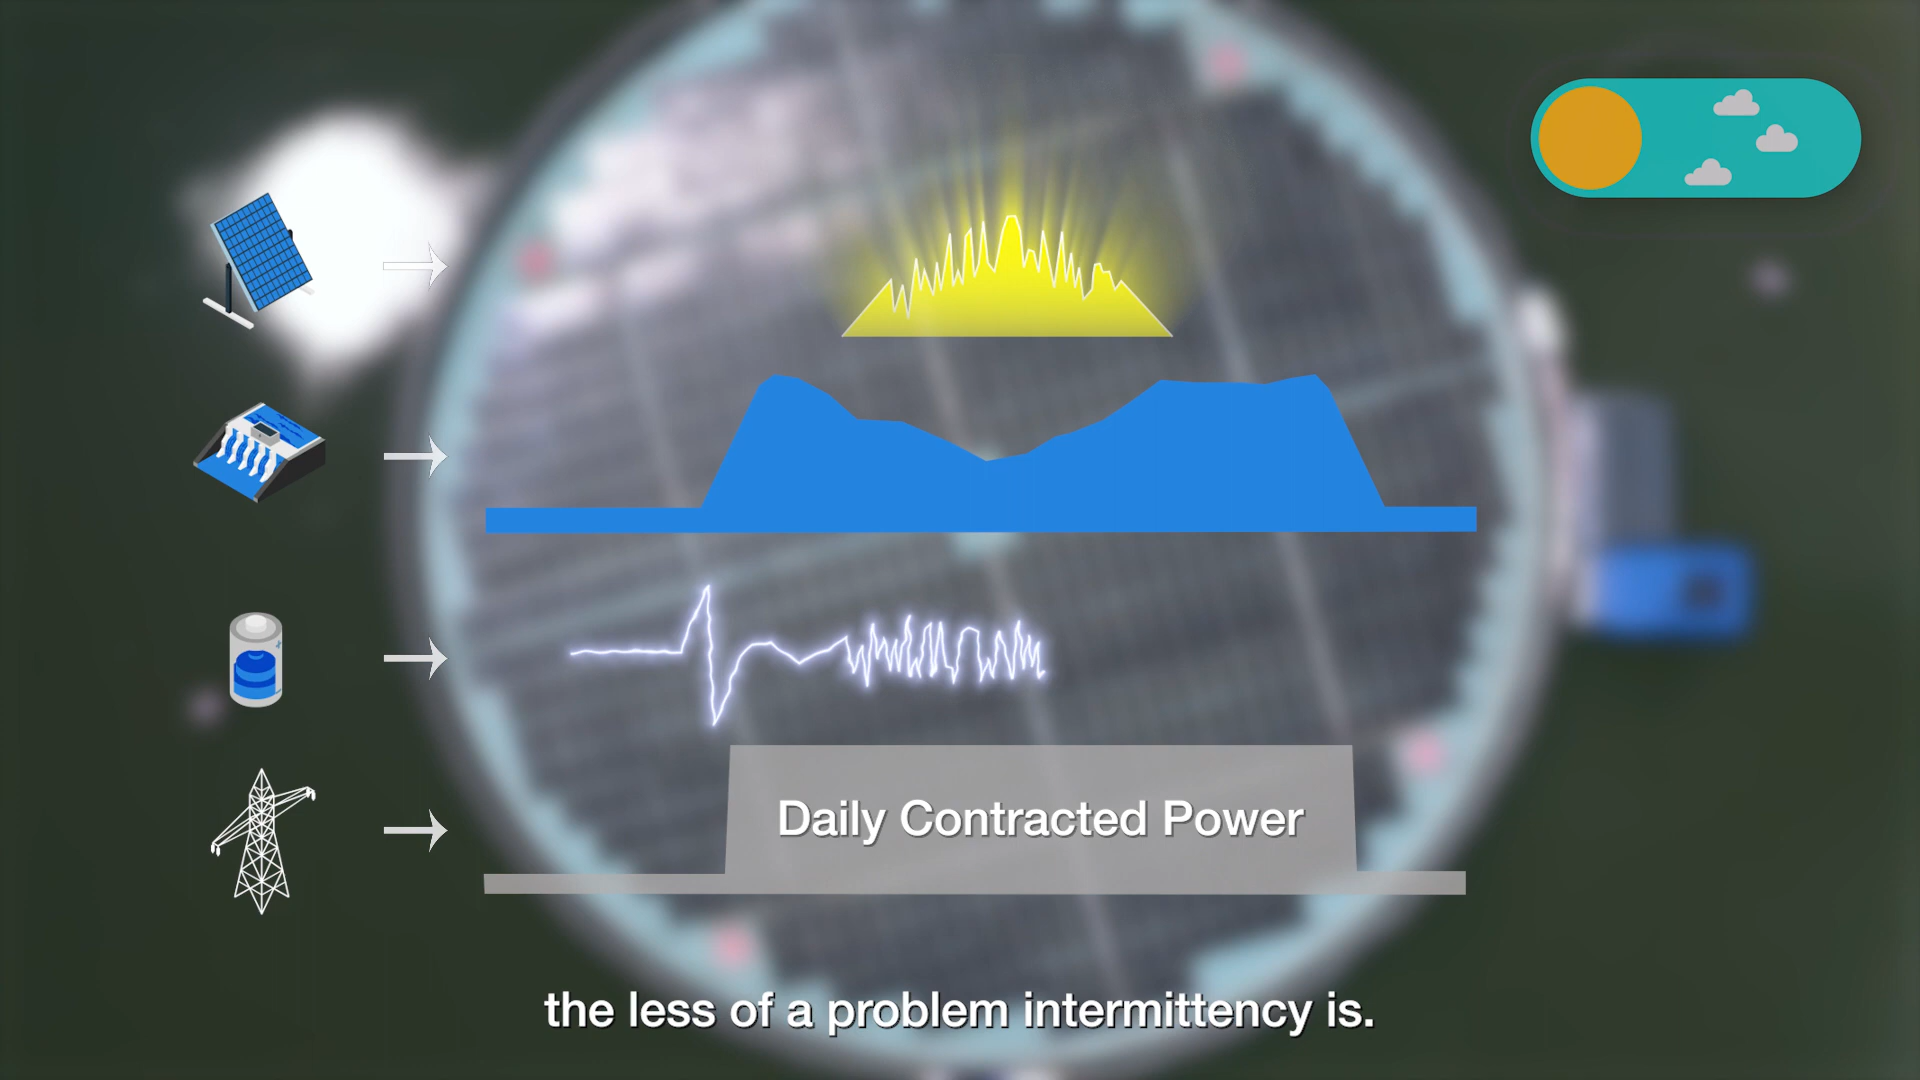 Daily Contracted Power
the less of a problem intermittency is.